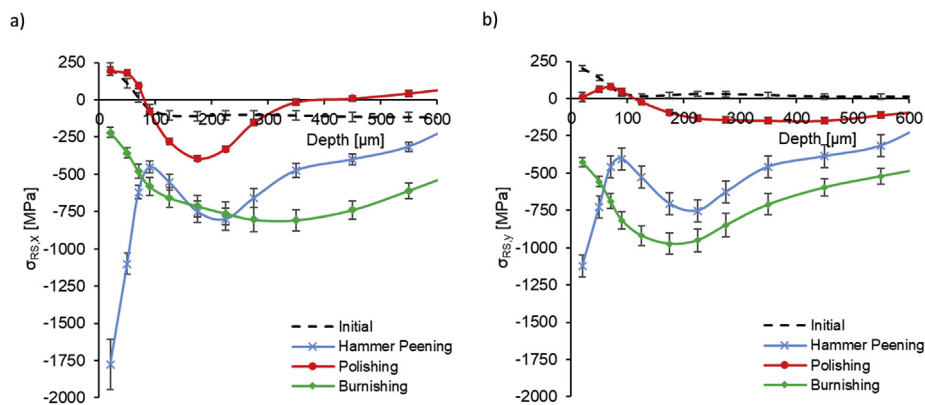 a)
250
0
-250
-500
-750
-1000
-1250
-1500
-1750
-2000
0 100 200 300 400 500 600
Depth [µm]
σRS,X [MPa]
Initial
Hammer Peening
Polishing
Burnishing
b)
250
0
-250
-500
-750
-1000
-1250
-1500
-1750
-2000
0 100 200 300 400 500 600
Depth [µm]
σRS,y [MPa]
Initial
Hammer Peening
Polishing
Burnishing